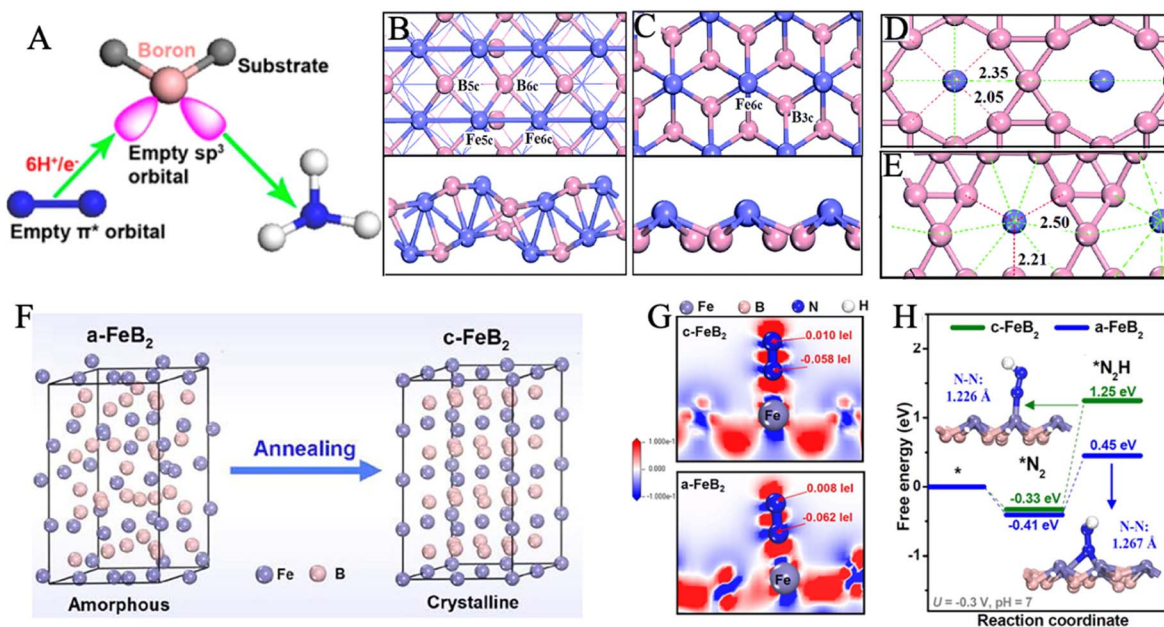 A
Boron
Substrate
6H⁺/e⁻
Empty sp³
orbital
Empty π* orbital
B
B5c
B6c
Fe5c
Fe6c
C
Fe6c
B3c
D
2.35
2.05
E
2.50
2.21
F
a-FeB₂
c-FeB₂
Annealing
Fe
B
Amorphous
Crystalline
G
Fe
B
N
H
c-FeB₂
0.010 IeI
-0.058 IeI
Fe
1.000e-1
0.000
-1.000e-1
a-FeB₂
0.008 IeI
-0.062 IeI
Fe
H
c-FeB₂
a-FeB₂
*N₂H
N-N:
1.226 Å
1.25 eV
0.45 eV
*
*N₂
-0.33 eV
-0.41 eV
N-N:
1.267 Å
2
1
0
-1
Free energy (eV)
U = -0.3 V, pH = 7
Reaction coordinate